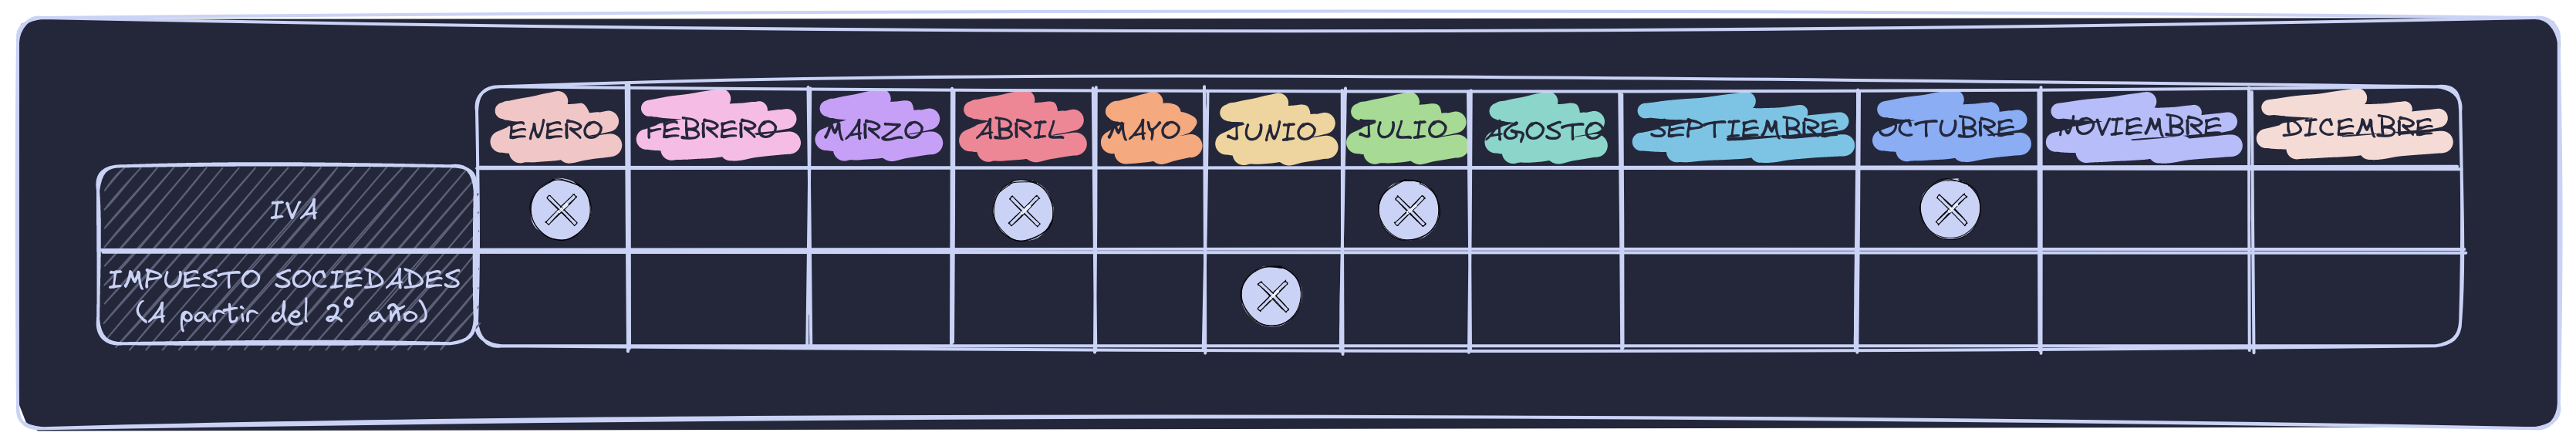 ENERO FEBRERO MARZO ABRIL MAYO JUNIO JULIO AGOSTO SEPTIEMBRE OCTUBRE NOVIEMBRE DICEMBRE
IVA
IMPUESTO SOCIEDADES
(A partir del 2º año)